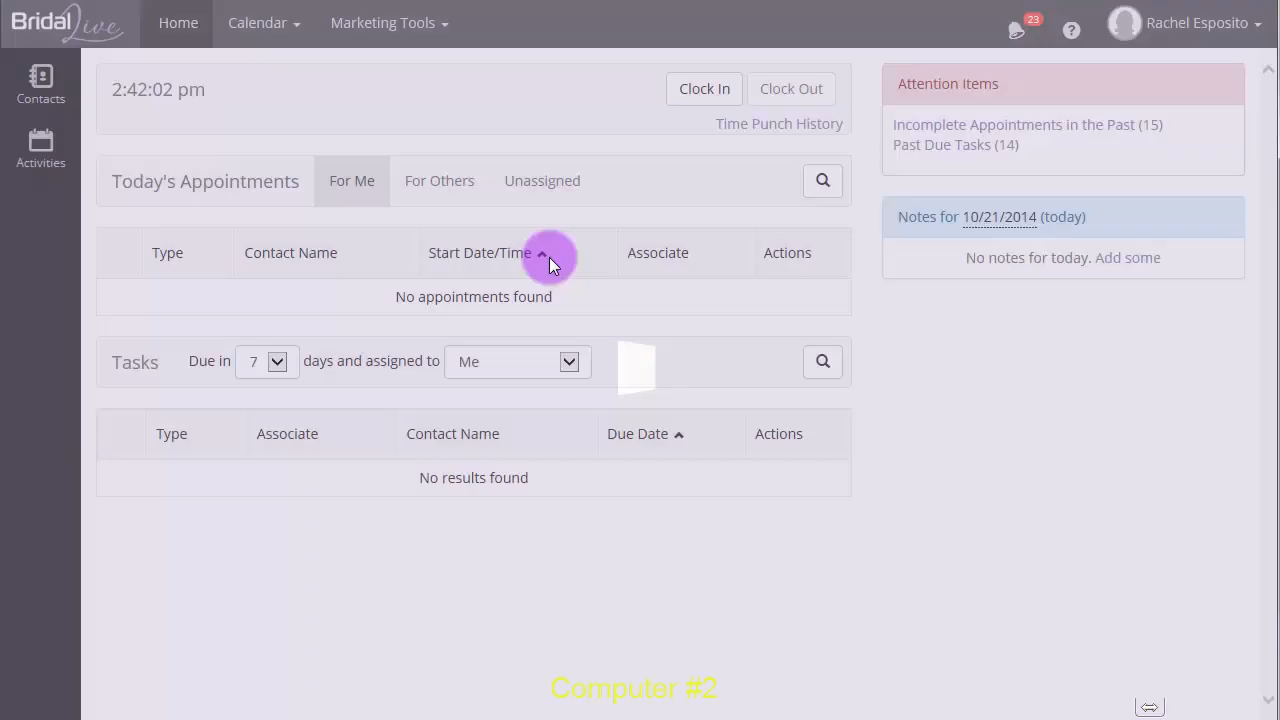 Bridal Live
Home
Calendar
Marketing Tools
23
?
Rachel Esposito
Contacts
Activities
2:42:02 pm
Clock In
Clock Out
Time Punch History
Today's Appointments
For Me
For Others
Unassigned
Type
Contact Name
Start Date/Time
Associate
Actions
No appointments found
Tasks
Due in 7 days and assigned to Me
Type
Associate
Contact Name
Due Date
Actions
No results found
Attention Items
Incomplete Appointments in the Past (15)
Past Due Tasks (14)
Notes for 10/21/2014 (today)
No notes for today. Add some
Computer #2